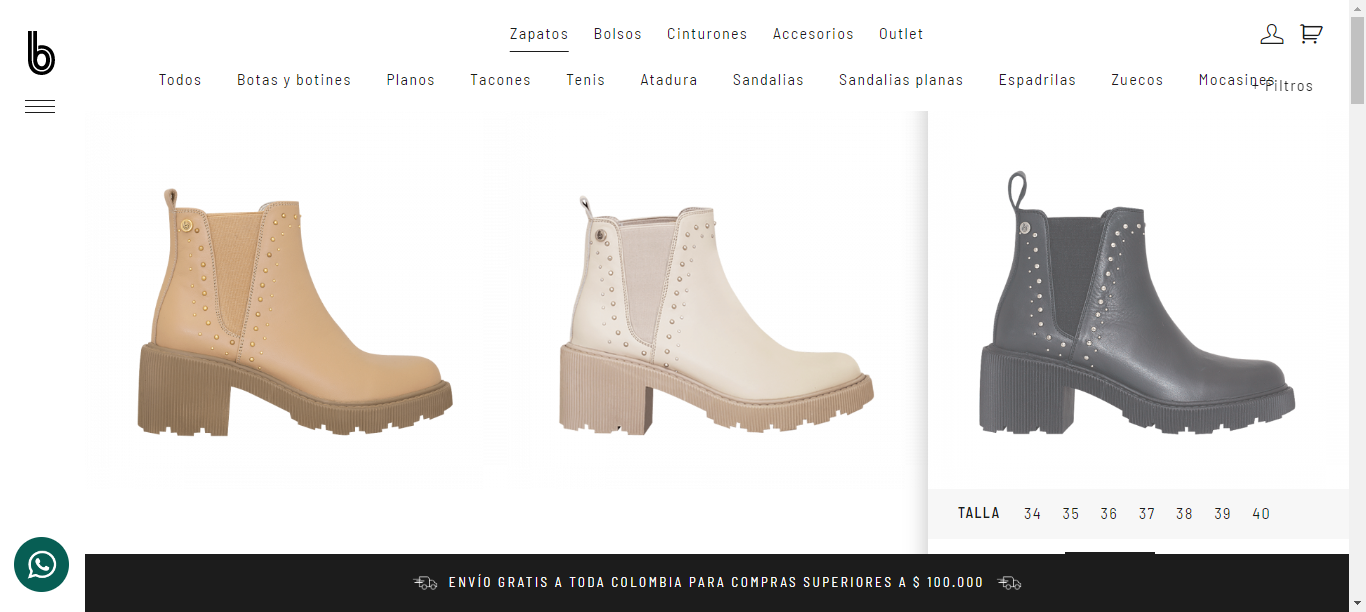 b
Zapatos Bolsos Cinturones Accesorios Outlet
Todos Botas y botines Planos Tacones Tenis Atadura Sandalias Sandalias planas Espadrilas Zuecos Mocasines
+ Filtros
TALLA 34 35 36 37 38 39 40
ENVÍO GRATIS A TODA COLOMBIA PARA COMPRAS SUPERIORES A $ 100.000